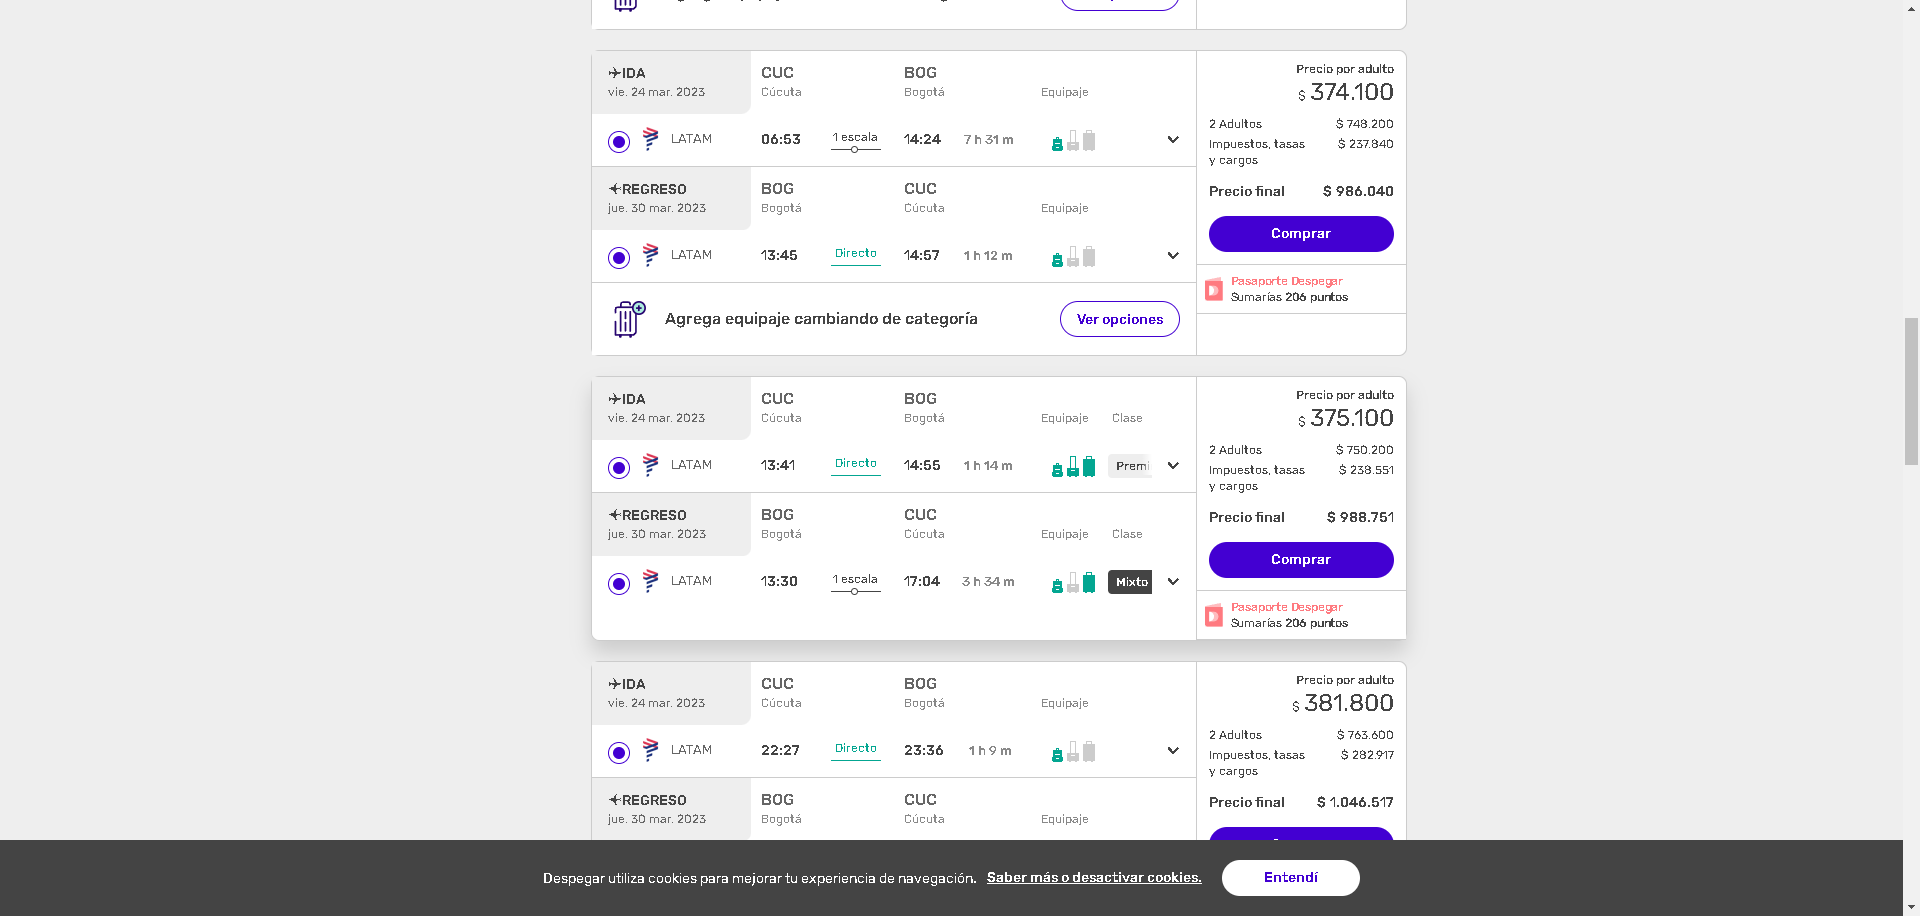 IDA
vie. 24 mar. 2023
CUC
Cúcuta
BOG
Bogotá
Equipaje
LATAM
06:53
1 escala
14:24
7 h 31 m
REGRESO
jue. 30 mar. 2023
BOG
Bogotá
CUC
Cúcuta
Equipaje
LATAM
13:45
Directo
14:57
1 h 12 m
Agrega equipaje cambiando de categoría
Ver opciones
Precio por adulto
$ 374.100
2 Adultos $ 748.200
Impuestos, tasas $ 237.840
y cargos
Precio final $ 986.040
Comprar
Pasaporte Despegar
Sumarías 206 puntos
IDA
vie. 24 mar. 2023
CUC
Cúcuta
BOG
Bogotá
Equipaje
Clase
LATAM
13:41
Directo
14:55
1 h 14 m
Premi
REGRESO
jue. 30 mar. 2023
BOG
Bogotá
CUC
Cúcuta
Equipaje
Clase
LATAM
13:30
1 escala
17:04
3 h 34 m
Mixto
Precio por adulto
$ 375.100
2 Adultos $ 750.200
Impuestos, tasas $ 238.551
y cargos
Precio final $ 988.751
Comprar
Pasaporte Despegar
Sumarías 206 puntos
IDA
vie. 24 mar. 2023
CUC
Cúcuta
BOG
Bogotá
Equipaje
LATAM
22:27
Directo
23:36
1 h 9 m
REGRESO
jue. 30 mar. 2023
BOG
Bogotá
CUC
Cúcuta
Equipaje
Precio por adulto
$ 381.800
2 Adultos $ 763.600
Impuestos, tasas $ 282.917
y cargos
Precio final $ 1.046.517
Despegar utiliza cookies para mejorar tu experiencia de navegación. Saber más o desactivar cookies.
Entendí